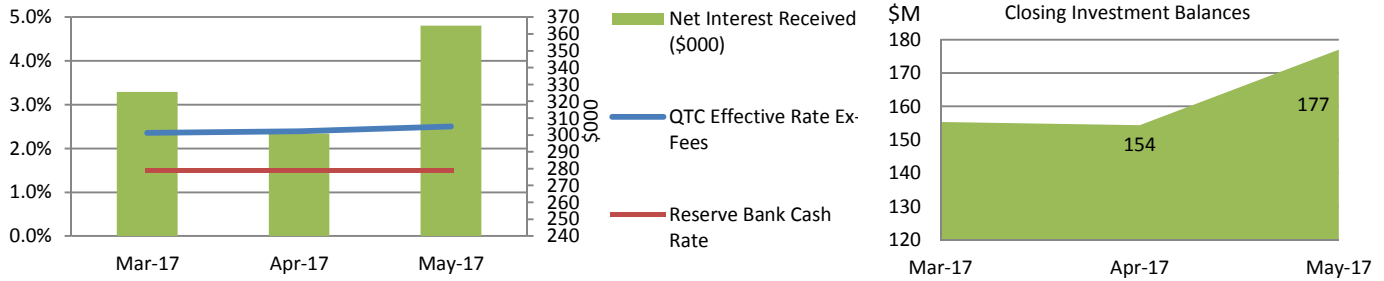 5.0%
4.0%
3.0%
2.0%
1.0%
0.0%
370
360
350
340
330
320
310
300
290
280
270
260
250
240
$000
Mar-17
Apr-17
May-17
Net Interest Received
($000)
QTC Effective Rate Ex-
Fees
Reserve Bank Cash
Rate
$M
Closing Investment Balances
180
170
160
150
140
130
120
154
177
Mar-17
Apr-17
May-17